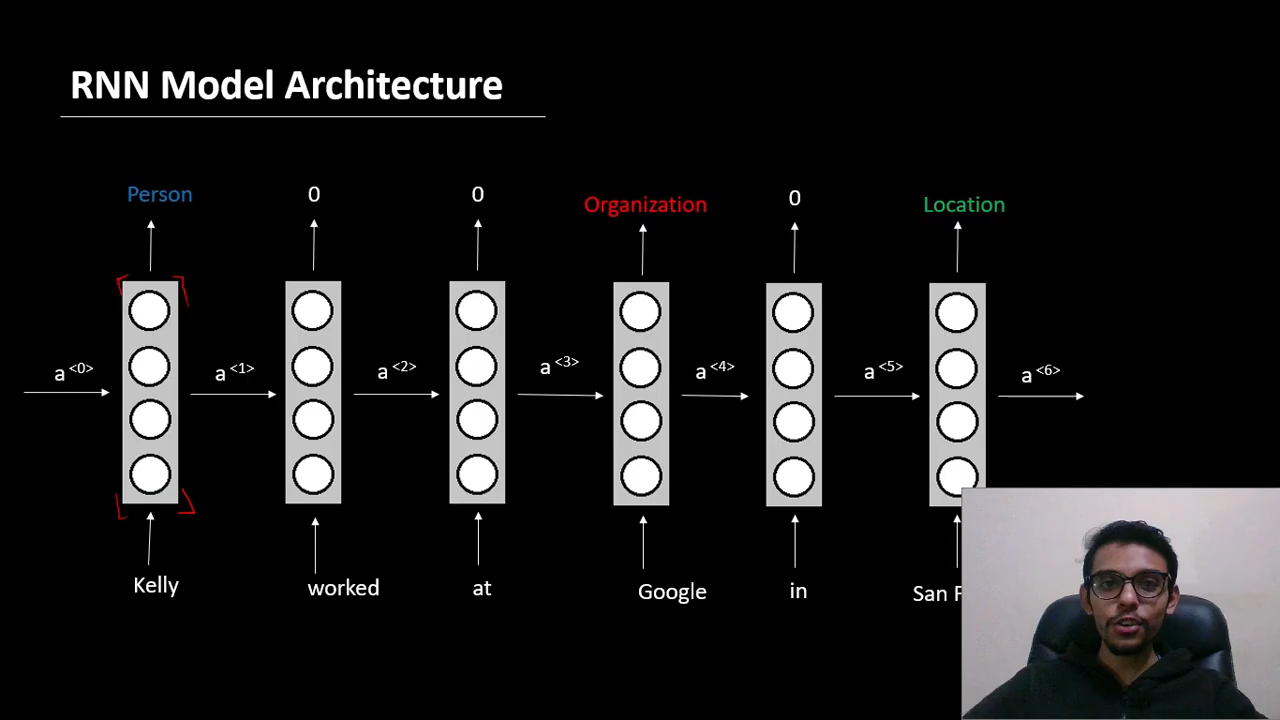 RNN Model Architecture
Person 0 0 Organization 0 Location
a<0> a<1> a<2> a<3> a<4> a<5> a<6>
Kelly worked at Google in San